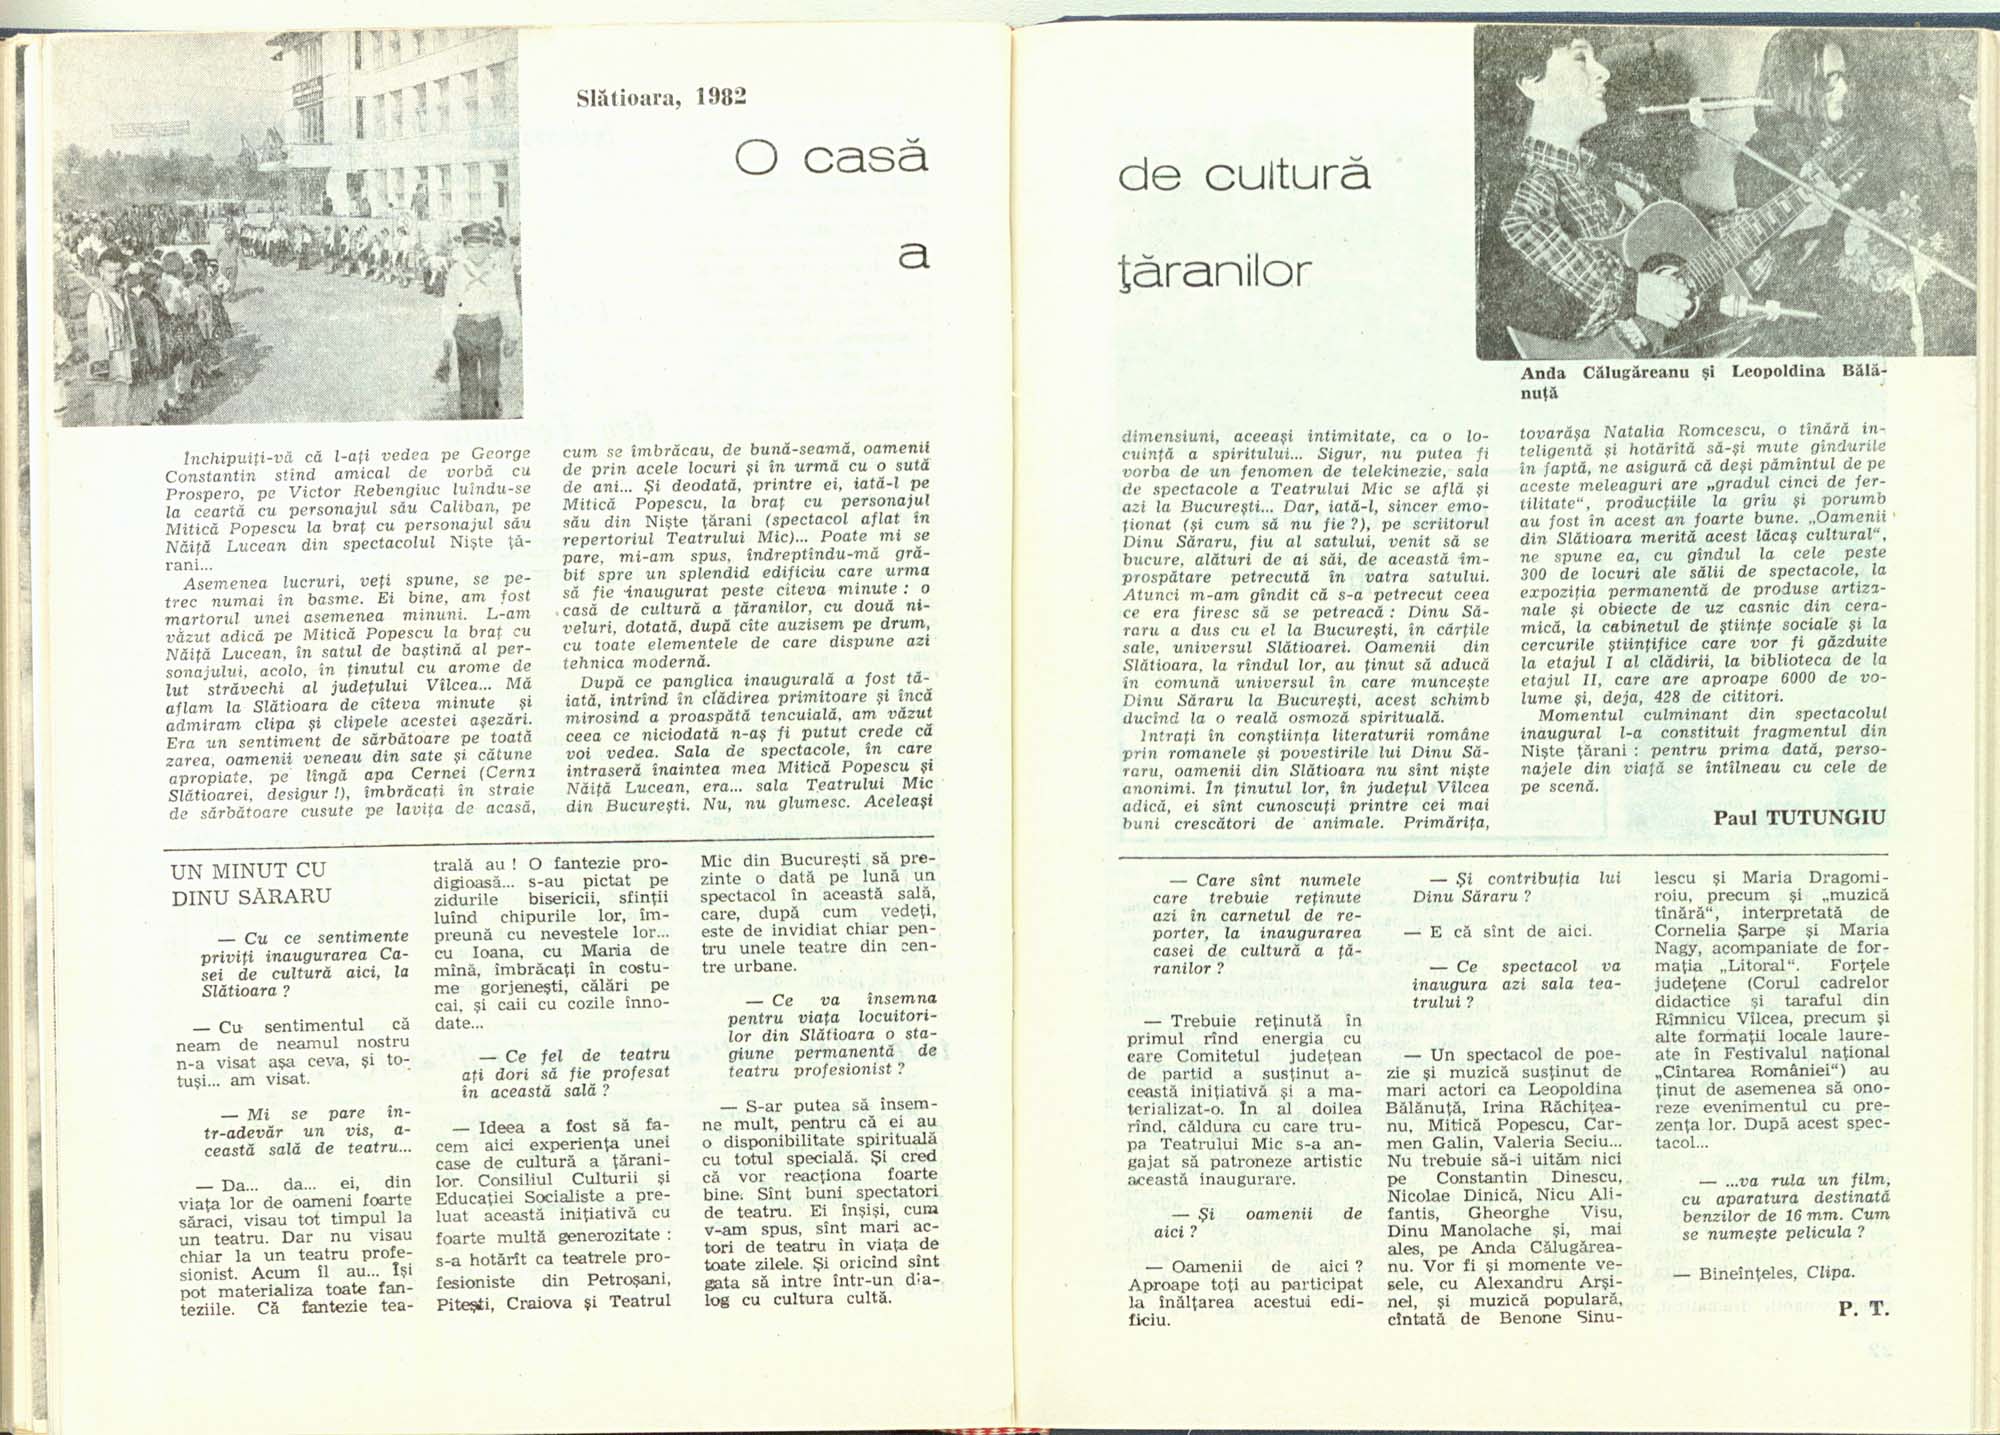 Slătioara, 1982
O casă
a
de cultură
ţăranilor
Anda Călugăreanu şi Leopoldina Bălă-
nuţă
Închipuiţi-vă că l-aţi vedea pe George
Constantin stînd amical de vorbă cu
Prospero, pe Victor Rebengiuc luîndu-se
la ceartă cu personajul său Caliban, pe
Mitică Popescu la braţ cu personajul său
Năiţă Lucean din spectacolul Nişte ţă-
rani...
Asemenea lucruri, veţi spune, se pe-
trec numai în basme. Ei bine, am fost
martorul unei asemenea minuni. L-am
văzut adică pe Mitică Popescu la braţ cu
Năiţă Lucean, în satul de baştină al per-
sonajului, acolo, în ţinutul cu arome de
lut străvechi al judeţului Vîlcea... Mă
aflam la Slătioara de cîteva minute şi
admiram clipa şi clipele acestei aşezări.
Era un sentiment de sărbătoare pe toată
zarea, oamenii veneau din sate şi cătune
apropiate, pe lîngă apa Cernei (Cerna
Slătioarei, desigur !), îmbrăcaţi în straie
de sărbătoare cusute pe laviţa de acasă,
cum se îmbrăcau, de bună-seamă, oamenii
de prin acele locuri şi în urmă cu o sută
de ani... Şi deodată, printre ei, iată-l pe
Mitică Popescu, la braţ cu personajul
său din Nişte ţărani (spectacol aflat în
repertoriul Teatrului Mic)... Poate mi se
pare, mi-am spus, îndreptîndu-mă gră-
bit spre un splendid edificiu care urma
să fie inaugurat peste cîteva minute : o
casă de cultură a ţăranilor, cu două ni-
veluri, dotată, după cîte auzisem pe drum,
cu toate elementele de care dispune azi
tehnica modernă.
După ce panglica inaugurală a fost tă-
iată, intrînd în clădirea primitoare şi încă
mirosind a proaspătă tencuială, am văzut
ceea ce niciodată n-aş fi putut crede că
voi vedea. Sala de spectacole, în care
intraseră înaintea mea Mitică Popescu şi
Năiţă Lucean, era... sala Teatrului Mic
din Bucureşti. Nu, nu glumesc. Aceleaşi
dimensiuni, aceeaşi intimitate, ca o lo-
cuinţă a spiritului... Sigur, nu putea fi
vorba de un fenomen de telekinezie, sala
de spectacole a Teatrului Mic se află şi
azi la Bucureşti... Dar, iată-l, sincer emo-
ţionat (şi cum să nu fie ?), pe scriitorul
Dinu Săraru, fiu al satului, venit să se
bucure, alături de ai săi, de această îm-
prospătare petrecută în vatra satului.
Atunci m-am gîndit că s-a petrecut ceea
ce era firesc să se petreacă : Dinu Să-
raru a dus cu el la Bucureşti, în cărţile
sale, universul Slătioarei. Oamenii din
Slătioara, la rîndul lor, au ţinut să aducă
în comună universul în care munceşte
Dinu Săraru la Bucureşti, acest schimb
ducînd la o reală osmoză spirituală.
Intraţi în conştiinţa literaturii române
prin romanele şi povestirile lui Dinu Să-
raru, oamenii din Slătioara nu sînt nişte
anonimi. În ţinutul lor, în judeţul Vîlcea
adică, ei sînt cunoscuţi printre cei mai
buni crescători de animale. Primăriţa,
tovarăşa Natalia Romcescu, o tînără in-
teligentă şi hotărîtă să-şi mute gîndurile
în faptă, ne asigură că deşi pămîntul de pe
aceste meleaguri are „gradul cinci de fer-
tilitate“, producţiile la grîu şi porumb
au fost în acest an foarte bune. „Oamenii
din Slătioara merită acest lăcaş cultural“,
ne spune ea, cu gîndul la cele peste
300 de locuri ale sălii de spectacole, la
expoziţia permanentă de produse artiza-
nale şi obiecte de uz casnic din cera-
mică, la cabinetul de ştiinţe sociale şi la
cercurile ştiinţifice care vor fi găzduite
la etajul I al clădirii, la biblioteca de la
etajul II, care are aproape 6000 de vo-
lume şi, deja, 428 de cititori.
Momentul culminant din spectacolul
inaugural l-a constituit fragmentul din
Nişte ţărani : pentru prima dată, perso-
najele din viaţă se întîlneau cu cele de
pe scenă.
Paul TUTUNGIU
UN MINUT CU
DINU SĂRARU
— Cu ce sentimente
priviţi inaugurarea Ca-
sei de cultură aici, la
Slătioara ?
— Cu sentimentul că
neam de neamul nostru
n-a visat aşa ceva, şi to-
tuşi... am visat.
— Mi se pare în-
tr-adevăr un vis, a-
ceastă sală de teatru...
— Da... da... ei, din
viaţa lor de oameni foarte
săraci, visau tot timpul la
un teatru. Dar nu visau
chiar la un teatru profe-
sionist. Acum îl au... Îşi
pot materializa toate fan-
teziile. Că fantezie tea-
trală au ! O fantezie pro-
digioasă... s-au pictat pe
zidurile bisericii, sfinţii
luînd chipurile lor, îm-
preună cu nevestele lor...
cu Ioana, cu Maria de
mînă, îmbrăcaţi în costu-
me gorjeneşti, călări pe
cai, şi caii cu cozile înno-
date...
— Ce fel de teatru
aţi dori să fie profesat
în această sală ?
— Ideea a fost să fa-
cem aici experienţa unei
case de cultură a ţărani-
lor. Consiliul Culturii şi
Educaţiei Socialiste a pre-
luat această iniţiativă cu
foarte multă generozitate :
s-a hotărît ca teatrele pro-
fesioniste din Petroşani,
Piteşti, Craiova şi Teatrul
Mic din Bucureşti să pre-
zinte o dată pe lună un
spectacol în această sală,
care, după cum vedeţi,
este de invidiat chiar pen-
tru unele teatre din cen-
tre urbane.
— Ce va însemna
pentru viaţa locuitori-
lor din Slătioara o sta-
giune permanentă de
teatru profesionist ?
— S-ar putea să însem-
ne mult, pentru că ei au
o disponibilitate spirituală
cu totul specială. Şi cred
că vor reacţiona foarte
bine. Sînt buni spectatori
de teatru. Ei înşişi, cum
v-am spus, sînt mari ac-
tori de teatru în viaţa de
toate zilele. Şi oricînd sînt
gata să intre într-un dia-
log cu cultura cultă.
— Care sînt numele
care trebuie reţinute
azi în carnetul de re-
porter, la inaugurarea
casei de cultură a ţă-
ranilor ?
— Trebuie reţinută în
primul rînd energia cu
care Comitetul judeţean
de partid a susţinut a-
ceastă iniţiativă şi a ma-
terializat-o. În al doilea
rînd, căldura cu care tru-
pa Teatrului Mic s-a an-
gajat să patroneze artistic
această inaugurare.
— Şi oamenii de
aici ?
— Oamenii de aici ?
Aproape toţi au participat
la înălţarea acestui edi-
ficiu.
— Şi contribuţia lui
Dinu Săraru ?
— E că sînt de aici.
— Ce spectacol va
inaugura azi sala tea-
trului ?
— Un spectacol de poe-
zie şi muzică susţinut de
mari actori ca Leopoldina
Bălănuţă, Irina Răchiţea-
nu, Mitică Popescu, Car-
men Galin, Valeria Seciu...
Nu trebuie să-i uităm nici
pe Constantin Dinescu,
Nicolae Dinică, Nicu Ali-
fantis, Gheorghe Visu,
Dinu Manolache şi, mai
ales, pe Anda Călugărea-
nu. Vor fi şi momente ve-
sele, cu Alexandru Arşi-
nel, şi muzică populară,
cîntată de Benone Sinu-
lescu şi Maria Dragomi-
roiu, precum şi „muzică
tînără“, interpretată de
Cornelia Şarpe şi Maria
Nagy, acompaniate de for-
maţia „Litoral“. Forţele
judeţene (Corul cadrelor
didactice şi taraful din
Rîmnicu Vîlcea, precum şi
alte formaţii locale laure-
ate în Festivalul naţional
„Cîntarea României“) au
ţinut de asemenea să ono-
reze evenimentul cu pre-
zenţa lor. După acest spec-
tacol...
— ...va rula un film,
cu aparatura destinată
benzilor de 16 mm. Cum
se numeşte pelicula ?
— Bineînţeles, Clipa.
P. T.